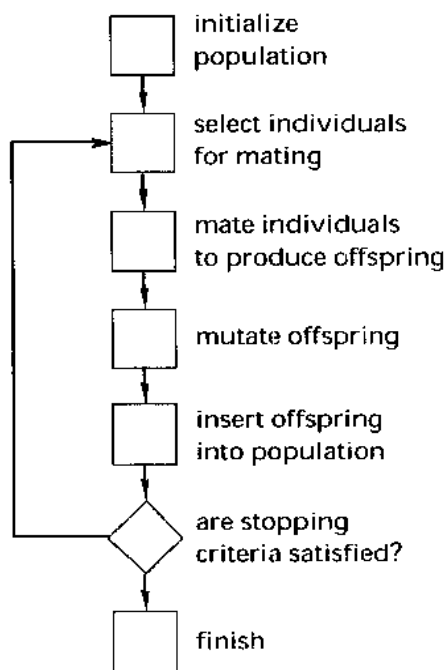 initialize
population
select individuals
for mating
mate individuals
to produce offspring
mutate offspring
insert offspring
into population
are stopping
criteria satisfied?
finish